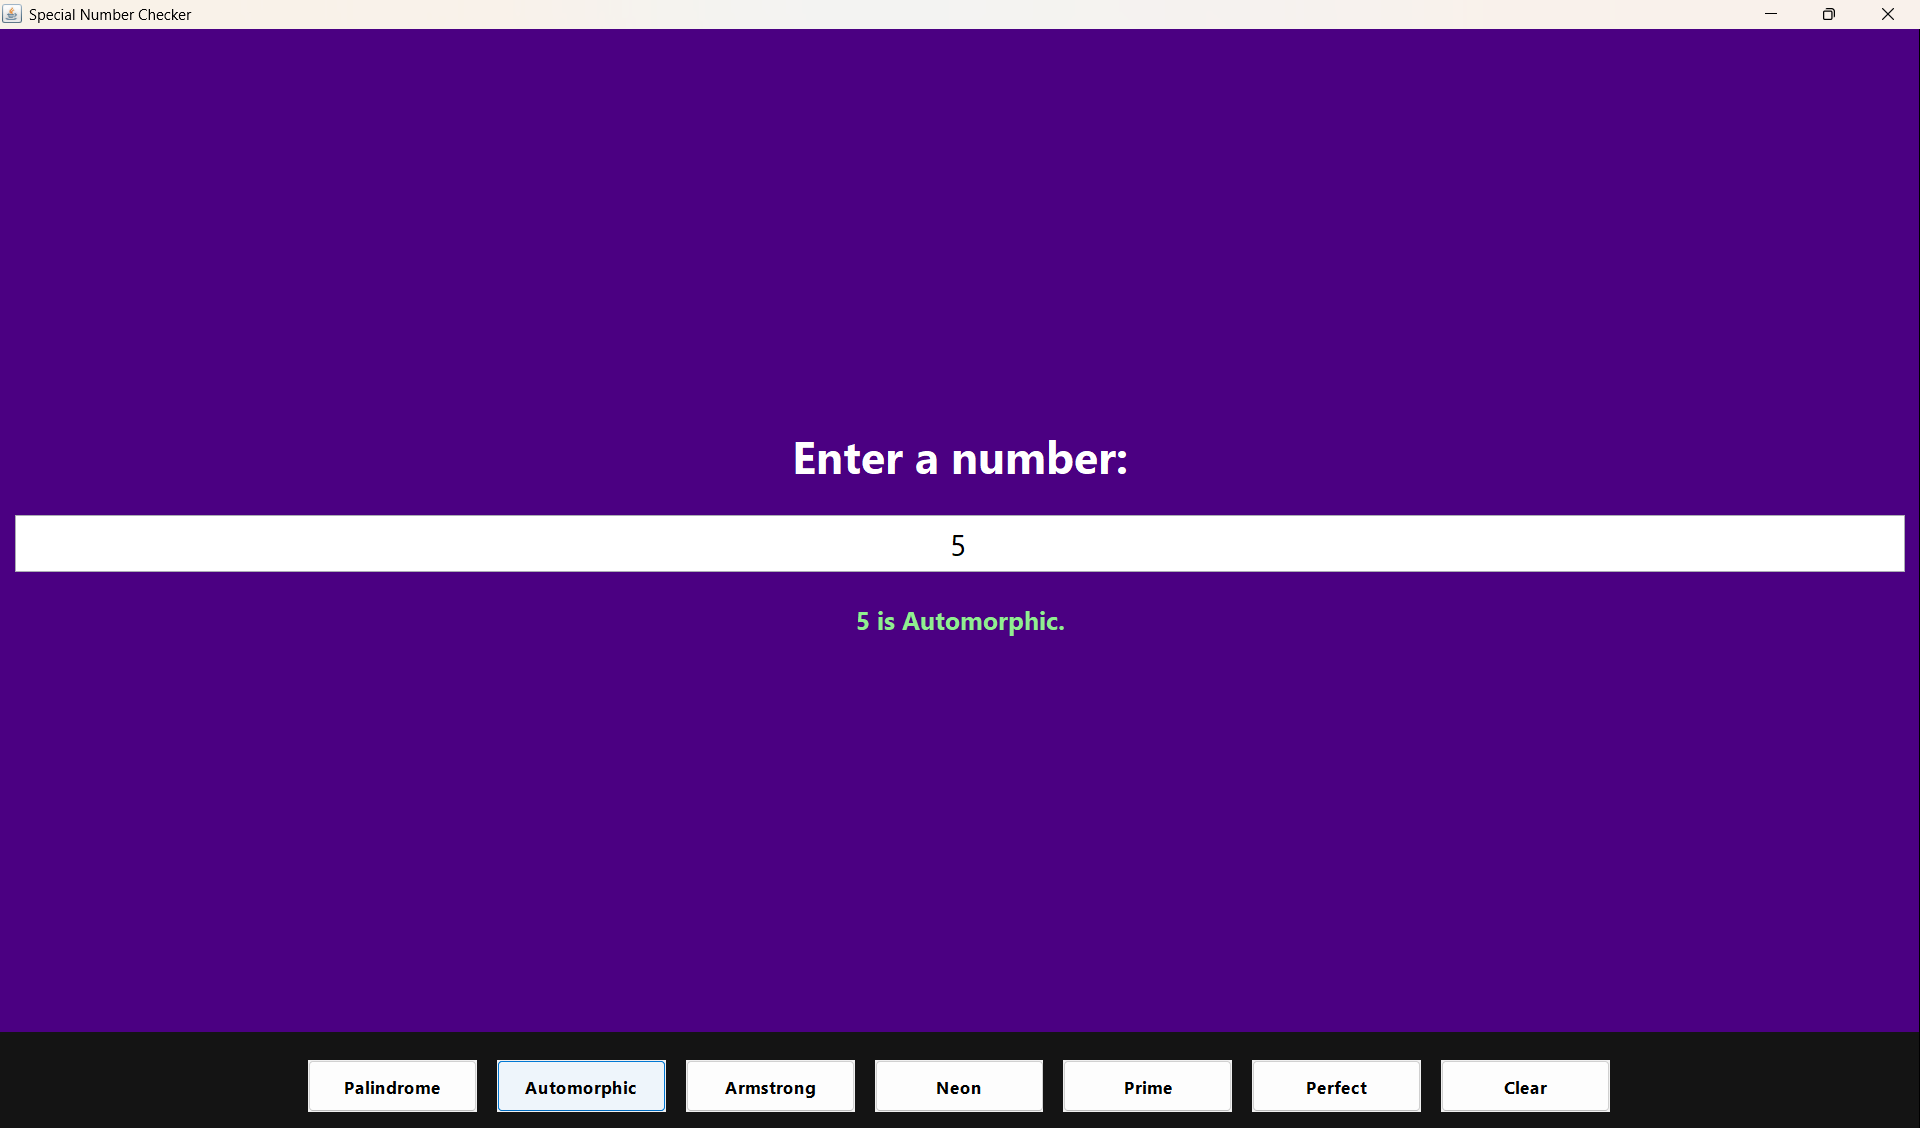 Special Number Checker
Enter a number:
5
5 is Automorphic.
Palindrome Automorphic Armstrong Neon Prime Perfect Clear